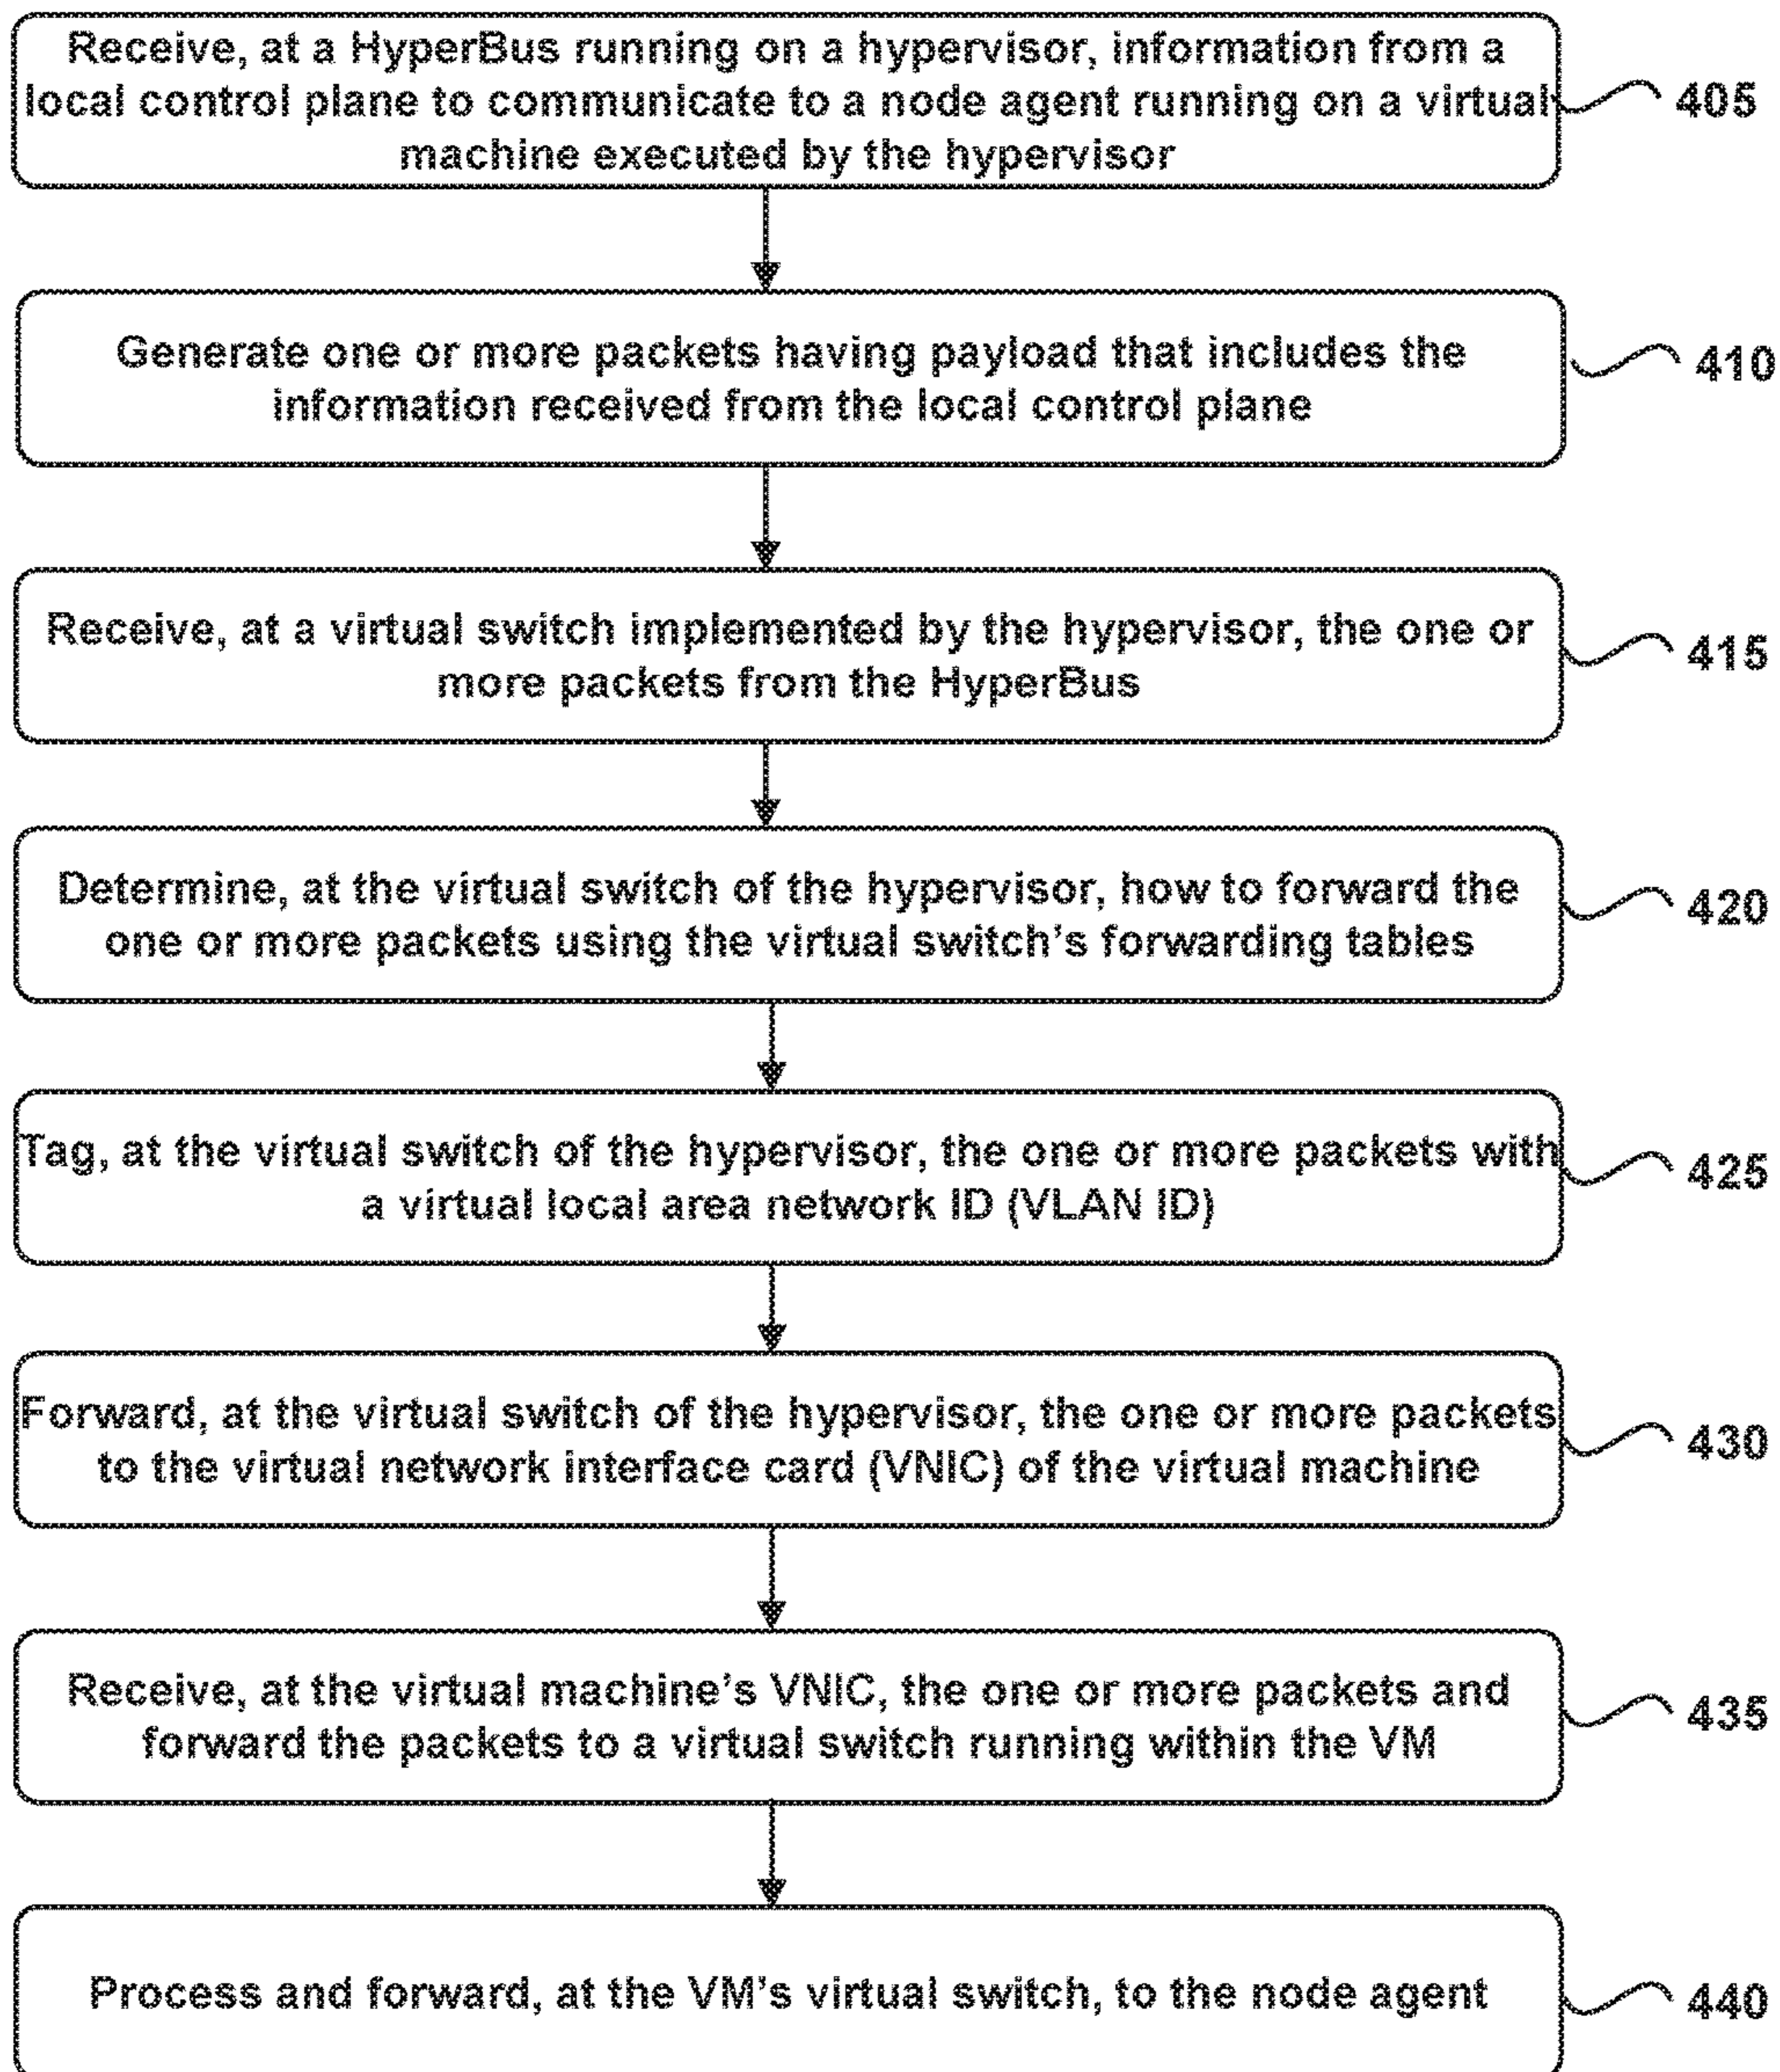 Receive, at a HyperBus running on a hypervisor, information from a
local control plane to communicate to a node agent running on a virtual
machine executed by the hypervisor
405
Generate one or more packets having payload that includes the
information received from the local control plane
410
Receive, at a virtual switch implemented by the hypervisor, the one or
more packets from the HyperBus
415
Determine, at the virtual switch of the hypervisor, how to forward the
one or more packets using the virtual switch's forwarding tables
420
Tag, at the virtual switch of the hypervisor, the one or more packets with
a virtual local area network ID (VLAN ID)
425
Forward, at the virtual switch of the hypervisor, the one or more packets
to the virtual network interface card (VNIC) of the virtual machine
430
Receive, at the virtual machine's VNIC, the one or more packets and
forward the packets to a virtual switch running within the VM
435
Process and forward, at the VM's virtual switch, to the node agent
440